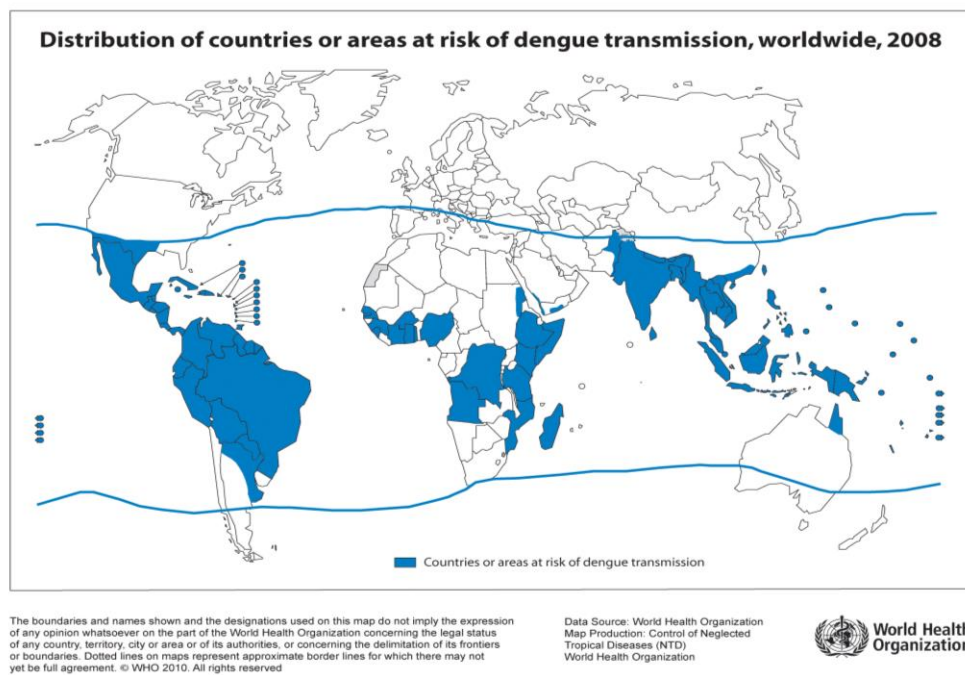 Distribution of countries or areas at risk of dengue transmission, worldwide, 2008
Countries or areas at risk of dengue transmission
The boundaries and names shown and the designations used on this map do not imply the expression
of any opinion whatsoever on the part of the World Health Organization concerning the legal status
of any country, territory, city or area or of its authorities, or concerning the delimitation of its frontiers
or boundaries. Dotted lines on maps represent approximate border lines for which there may not
yet be full agreement. © WHO 2010. All rights reserved
Data Source: World Health Organization
Map Production: Control of Neglected
Tropical Diseases (NTD)
World Health Organization
World Health
Organization